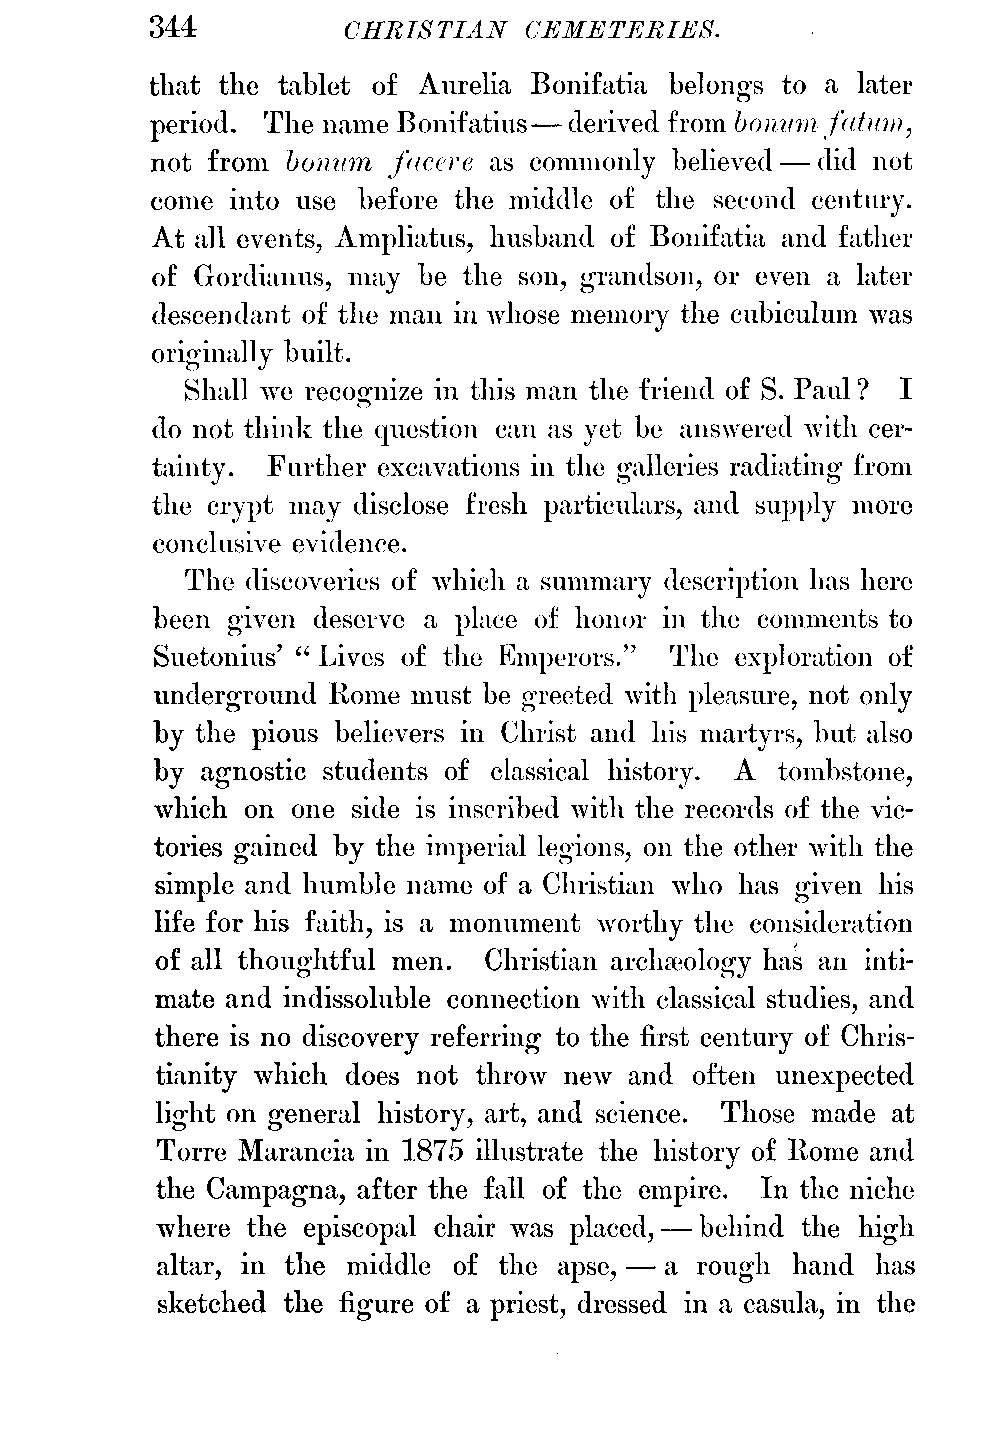 344 CHRISTIAN CEMETERIES.
that the tablet of Aurelia Bonifatia belongs to a later
period. The name Bonifatius — derived from bonum fatum,
not from bonum facere as commonly believed — did not
come into use before the middle of the second century.
At all events, Ampliatus, husband of Bonifatia and father
of Gordianus, may be the son, grandson, or even a later
descendant of the man in whose memory the cubiculum was
originally built.
Shall we recognize in this man the friend of S. Paul? I
do not think the question can as yet be answered with cer-
tainty. Further excavations in the galleries radiating from
the crypt may disclose fresh particulars, and supply more
conclusive evidence.
The discoveries of which a summary description has here
been given deserve a place of honor in the comments to
Suetonius' “ Lives of the Emperors.” The exploration of
underground Rome must be greeted with pleasure, not only
by the pious believers in Christ and his martyrs, but also
by agnostic students of classical history. A tombstone,
which on one side is inscribed with the records of the vic-
tories gained by the imperial legions, on the other with the
simple and humble name of a Christian who has given his
life for his faith, is a monument worthy the consideration
of all thoughtful men. Christian archæology has an inti-
mate and indissoluble connection with classical studies, and
there is no discovery referring to the first century of Chris-
tianity which does not throw new and often unexpected
light on general history, art, and science. Those made at
Torre Marancia in 1875 illustrate the history of Rome and
the Campagna, after the fall of the empire. In the niche
where the episcopal chair was placed, — behind the high
altar, in the middle of the apse, — a rough hand has
sketched the figure of a priest, dressed in a casula, in the